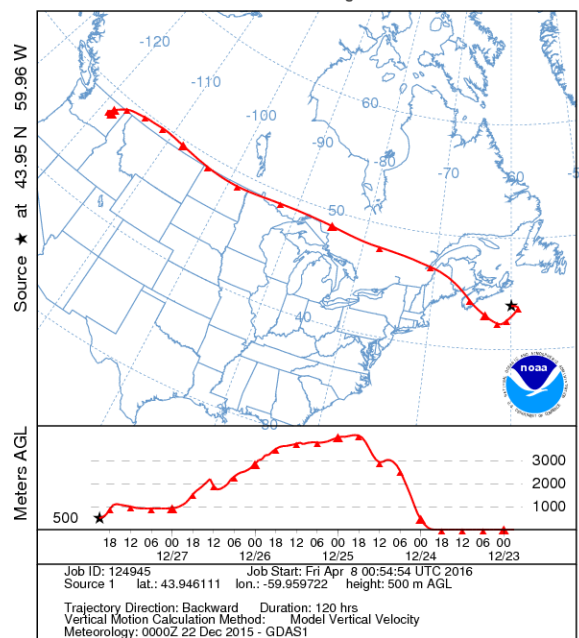 Source ★ at 43.95 N 59.96 W
-120
-110
-100
-90
-80
-70
60
50
40
noaa
Meters AGL
500
3000
2000
1000
18 12 06 00 18 12 06 00 18 12 06 00 18 12 06 00 18 12 06 00
12/27 12/26 12/25 12/24 12/23
Job ID: 124945 Job Start: Fri Apr 8 00:54:54 UTC 2016
Source 1 lat.: 43.946111 lon.: -59.959722 height: 500 m AGL
Trajectory Direction: Backward Duration: 120 hrs
Vertical Motion Calculation Method: Model Vertical Velocity
Meteorology: 0000Z 22 Dec 2015 - GDAS1